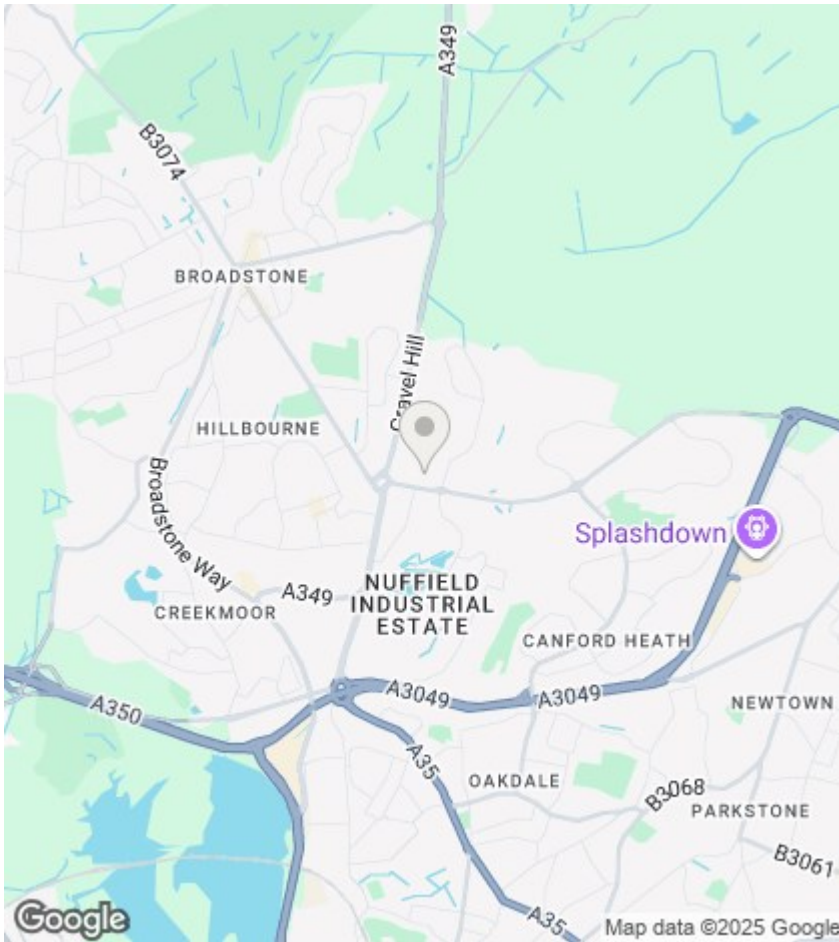 A349
B3074
BROADSTONE
Gravel Hill
HILLBOURNE
Broadstone Way
Splashdown
A349
NUFFIELD
INDUSTRIAL
ESTATE
CREEKMOOR
CANFORD HEATH
A3049
A3049
A350
NEWTOWN
A35
OAKDALE
B3068
PARKSTONE
B3061
A35
Google
Map data ©2025 Google